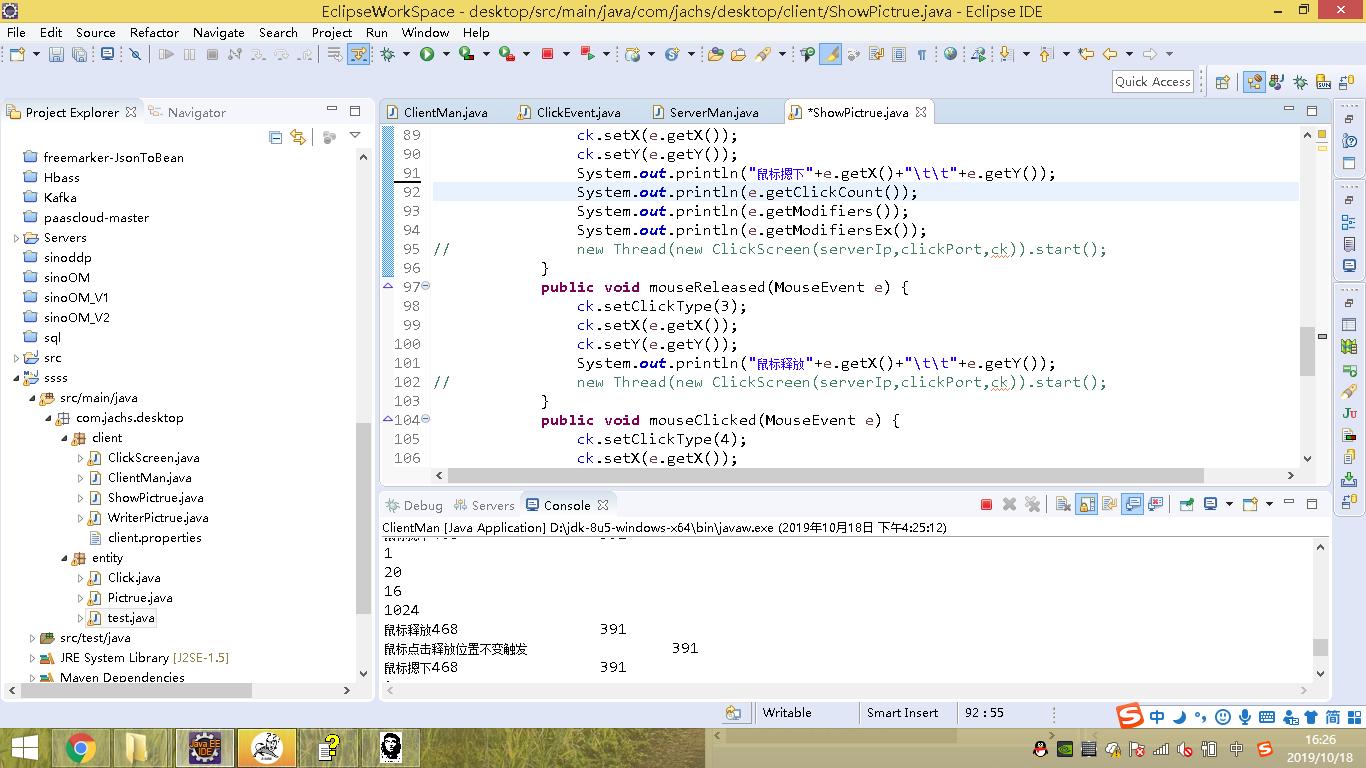 EclipseWorkSpace - desktop/src/main/java/com/jachs/desktop/client/ShowPictrue.java - Eclipse IDE
File Edit Source Refactor Navigate Search Project Run Window Help
Quick Access
Project Explorer Navigator
freemarker-JsonToBean
Hbass
Kafka
paascloud-master
Servers
sinoddp
sinoOM
sinoOM_V1
sinoOM_V2
sql
src
ssss
src/main/java
com.jachs.desktop
client
ClickScreen.java
ClientMan.java
ShowPictrue.java
WriterPictrue.java
client.properties
entity
Click.java
Pictrue.java
test.java
src/test/java
JRE System Library [J2SE-1.5]
Maven Dependencies
ClientMan.java ClickEvent.java ServerMan.java *ShowPictrue.java
89 ck.setX(e.getX());
90 ck.setY(e.getY());
91 System.out.println("鼠标摁下"+e.getX()+"\t\t"+e.getY());
92 System.out.println(e.getClickCount());
93 System.out.println(e.getModifiers());
94 System.out.println(e.getModifiersEx());
95 // new Thread(new ClickScreen(serverIp,clickPort,ck)).start();
96 }
97 public void mouseReleased(MouseEvent e) {
98 ck.setClickType(3);
99 ck.setX(e.getX());
100 ck.setY(e.getY());
101 System.out.println("鼠标释放"+e.getX()+"\t\t"+e.getY());
102 // new Thread(new ClickScreen(serverIp,clickPort,ck)).start();
103 }
104 public void mouseClicked(MouseEvent e) {
105 ck.setClickType(4);
106 ck.setX(e.getX());
Debug Servers Console
ClientMan [Java Application] D:\jdk-8u5-windows-x64\bin\javaw.exe (2019年10月18日 下午4:25:12)
1
20
16
1024
鼠标释放468 391
鼠标点击释放位置不变触发 391
鼠标摁下468 391
Writable Smart Insert 92 : 55
中 简
中
16:26
2019/10/18